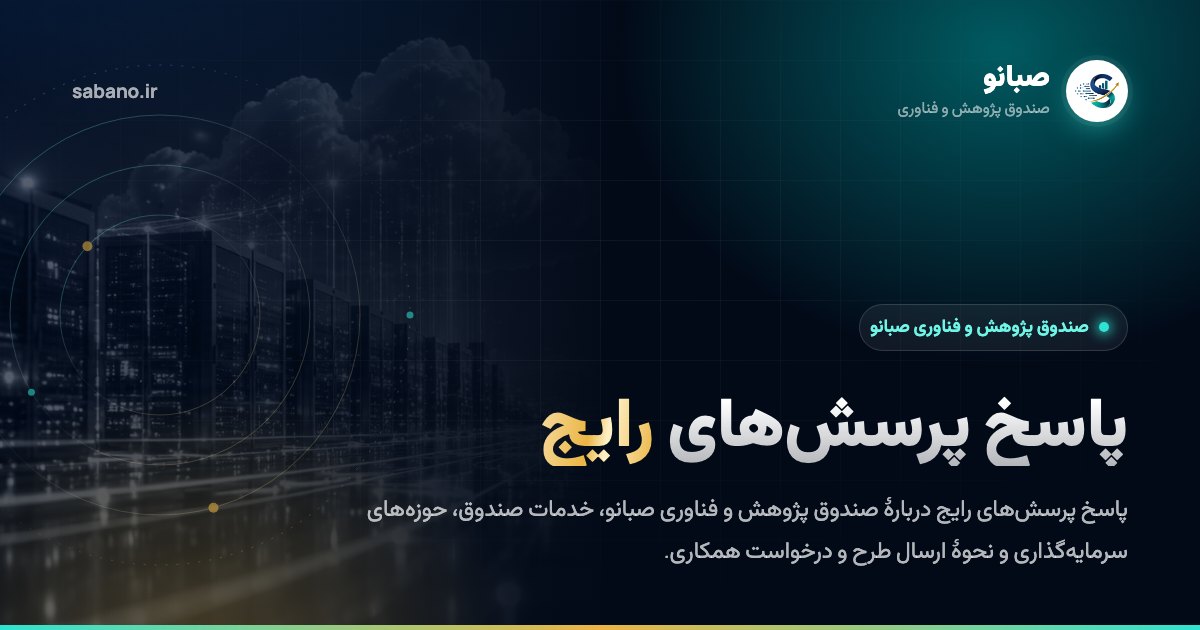 صبانو
صندوق پژوهش و فناوری
sabano.ir
صندوق پژوهش و فناوری صبانو
پاسخ پرسش‌های رایج
پاسخ پرسش‌های رایج دربارهٔ صندوق پژوهش و فناوری صبانو، خدمات صندوق، حوزه‌های
سرمایه‌گذاری و نحوهٔ ارسال طرح و درخواست همکاری.